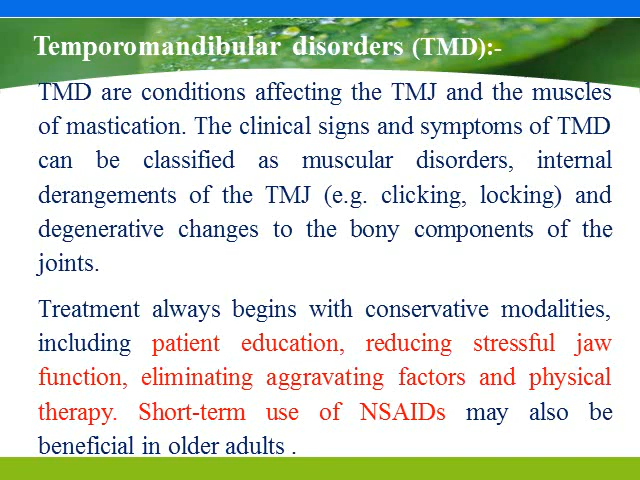 Temporomandibular disorders (TMD):-
TMD are conditions affecting the TMJ and the muscles
of mastication. The clinical signs and symptoms of TMD
can be classified as muscular disorders, internal
derangements of the TMJ (e.g. clicking, locking) and
degenerative changes to the bony components of the
joints.
Treatment always begins with conservative modalities,
including patient education, reducing stressful jaw
function, eliminating aggravating factors and physical
therapy. Short-term use of NSAIDs may also be
beneficial in older adults .